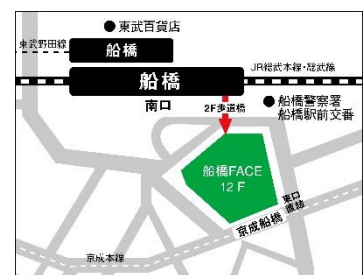 ●東武百貨店
東武野田線
船橋
船橋
JR総武本線・総武線
南口
2F歩道橋
●船橋警察署
船橋駅前交番
船橋FACE
12F
東口
直結
京成船橋
京成本線